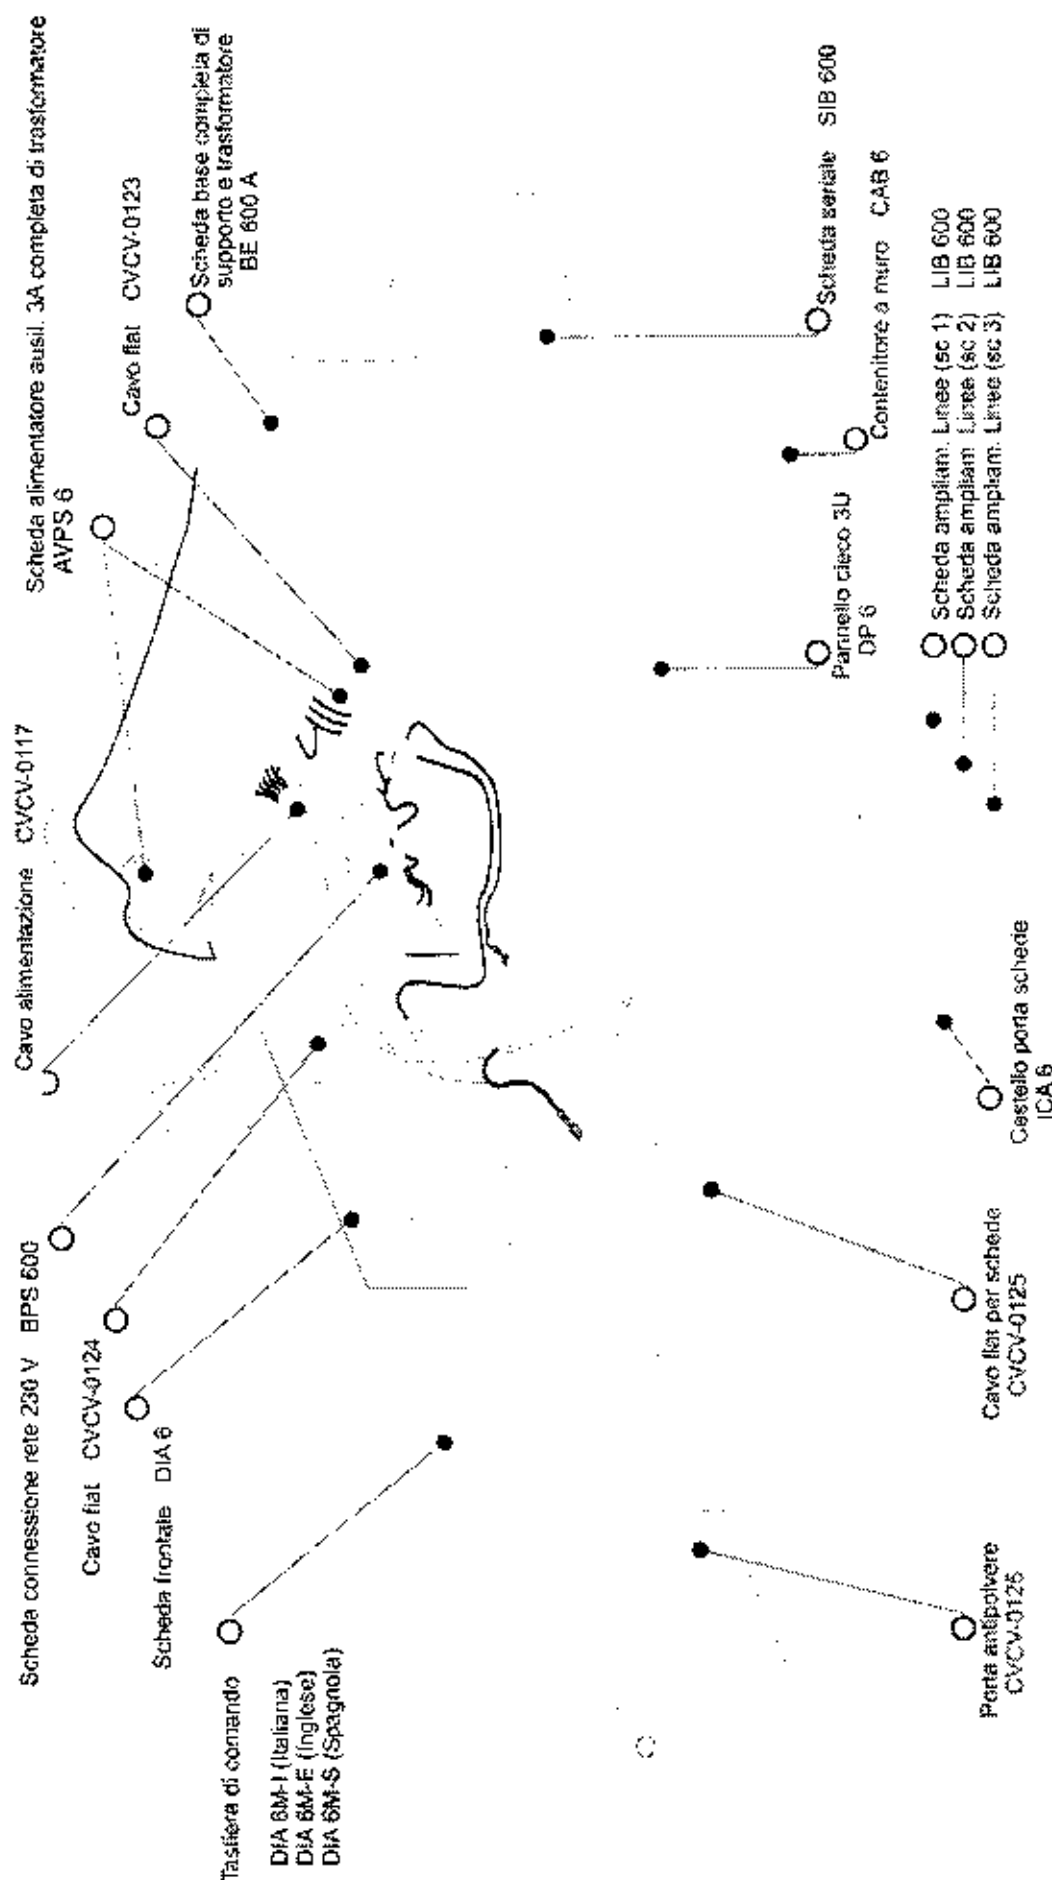 Scheda connessione rete 230 V BPS 600
Cavo flat CVCV-0124
Scheda frontale DIA 6
Tastiera di comando
DIA 6M-I (Italiana)
DIA 6M-E (Inglese)
DIA 6M-S (Spagnola)
Cavo alimentazione CVCV-0117
Scheda alimentatore ausil. 3A completa di trasformatore
AVPS 6
Cavo flat CVCV-0123
Scheda base completa di
supporto e trasformatore
BE 600 A
Porta antipolvere
CVCV-0125
Cavo flat per schede
CVCV-0125
Cestello porta schede
ICA 6
Pannello cieco 3U
DP 6
Scheda seriale SIB 600
Contenitore a muro CAB 6
Scheda ampliam. Linee (sc 1) LIB 600
Scheda ampliam Linee (sc 2) LIB 600
Scheda ampliam. Linee (sc 3) LIB 600